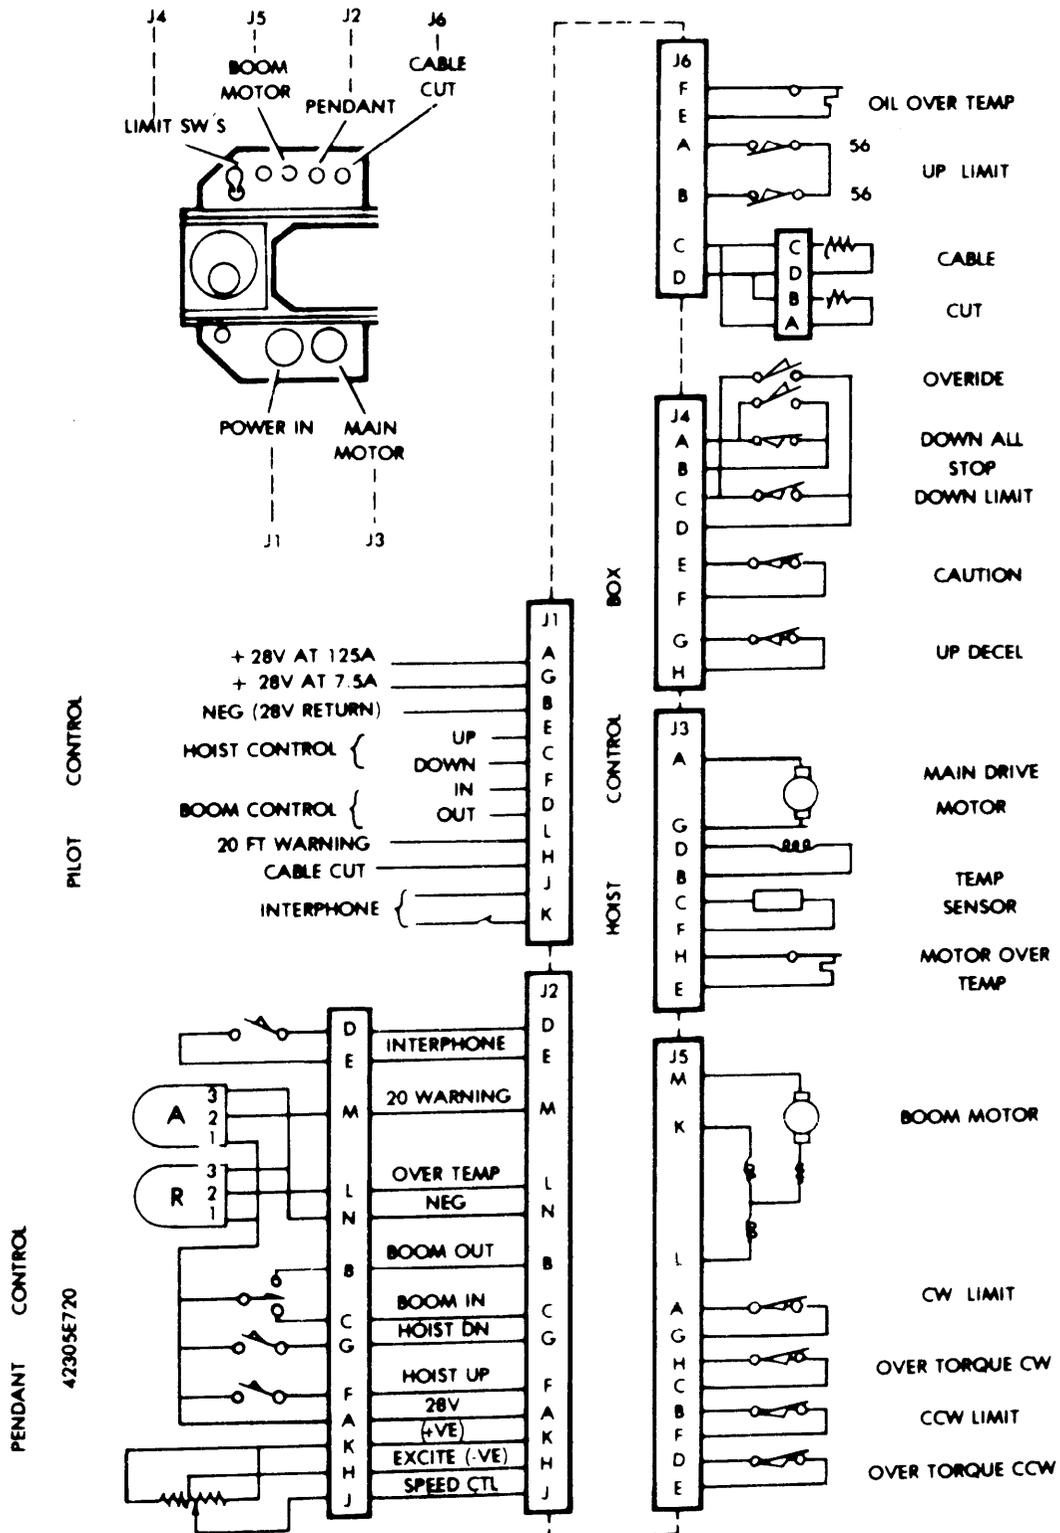 J4
J5
J2
J6
BOOM
MOTOR
CABLE
CUT
PENDANT
LIMIT SW'S
POWER IN
MAIN
MOTOR
J1
J3
J6
F
E
OIL OVER TEMP
A
56
UP LIMIT
B
56
C
C
CABLE
D
D
B
CUT
A
OVERIDE
J4
A
DOWN ALL
B
STOP
C
DOWN LIMIT
D
E
CAUTION
F
G
UP DECEL
H
J3
A
MAIN DRIVE
MOTOR
G
D
B
TEMP
C
SENSOR
F
H
MOTOR OVER
E
TEMP
J5
M
K
BOOM MOTOR
L
A
CW LIMIT
G
H
OVER TORQUE CW
C
B
CCW LIMIT
F
D
OVER TORQUE CCW
E
HOIST CONTROL BOX
PILOT CONTROL
J1
+ 28V AT 125A
A
+ 28V AT 7.5A
G
NEG (28V RETURN)
B
HOIST CONTROL {
UP
E
DOWN
C
BOOM CONTROL {
IN
F
OUT
D
20 FT WARNING
L
CABLE CUT
H
INTERPHONE {
J
K
PENDANT CONTROL
42305E720
J2
D
INTERPHONE
D
E
E
A
3
2
1
M
20 WARNING
M
R
3
2
1
L
OVER TEMP
L
N
NEG
N
B
BOOM OUT
B
C
BOOM IN
C
G
HOIST DN
G
F
HOIST UP
F
A
28V
A
K
(+VE)
K
H
EXCITE (-VE)
H
J
SPEED CTL
J